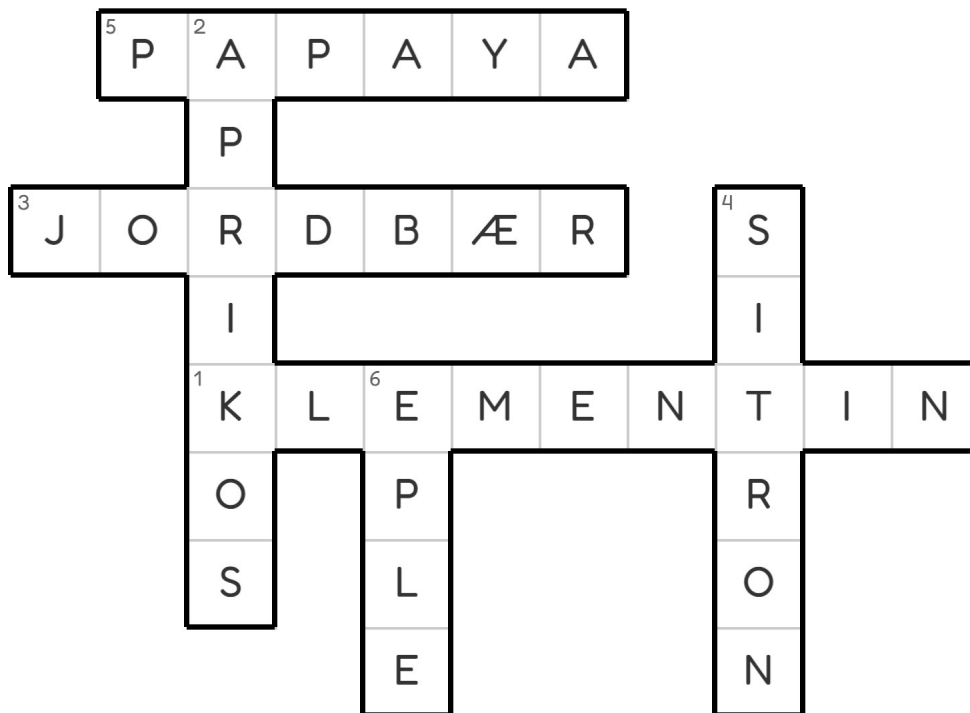 5 P 2 A P A Y A
P
3 J O R D B Æ R 4 S
I I
1 K L 6 E M E N T I N
O P R
S L O
E N